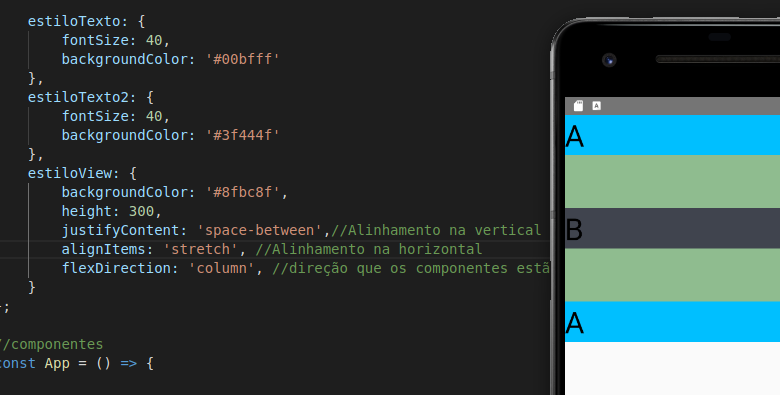 estiloTexto: {
fontSize: 40,
backgroundColor: '#00bfff'
},
estiloTexto2: {
fontSize: 40,
backgroundColor: '#3f444f'
},
estiloView: {
backgroundColor: '#8fbc8f',
height: 300,
justifyContent: 'space-between',//Alinhamento na vertical
alignItems: 'stretch', //Alinhamento na horizontal
flexDirection: 'column', //direção que os componentes estã
}
};
//componentes
const App = () => {
A
A
B
A